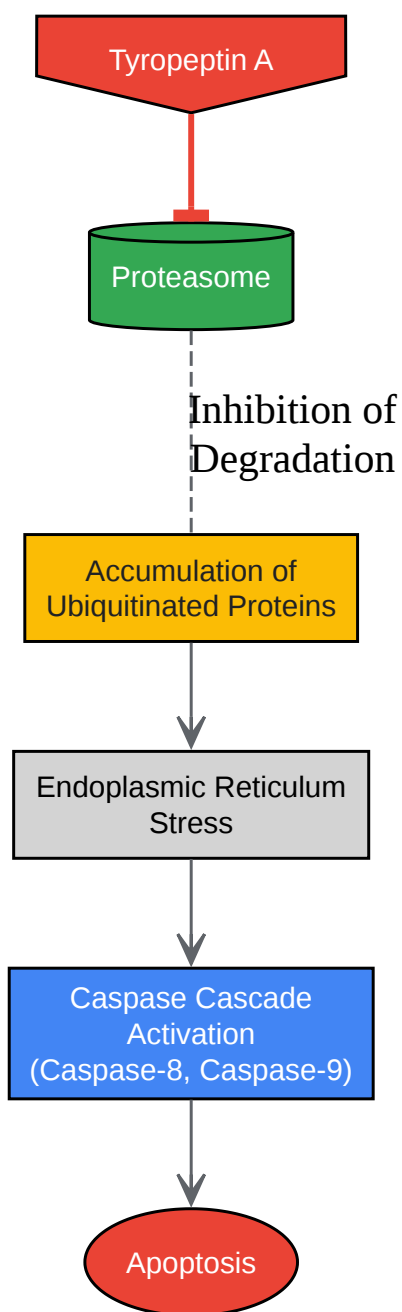 Tyropeptin A
Proteasome
Inhibition of
Degradation
Accumulation of
Ubiquitinated Proteins
Endoplasmic Reticulum
Stress
Caspase Cascade
Activation
(Caspase-8, Caspase-9)
Apoptosis